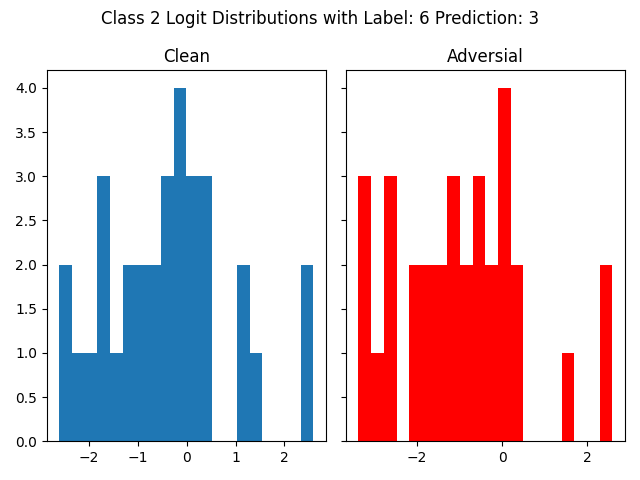 Class 2 Logit Distributions with Label: 6 Prediction: 3
Clean
Adversial
4.0
3.5
3.0
2.5
2.0
1.5
1.0
0.5
0.0
−2 −1 0 1 2
−2 0 2